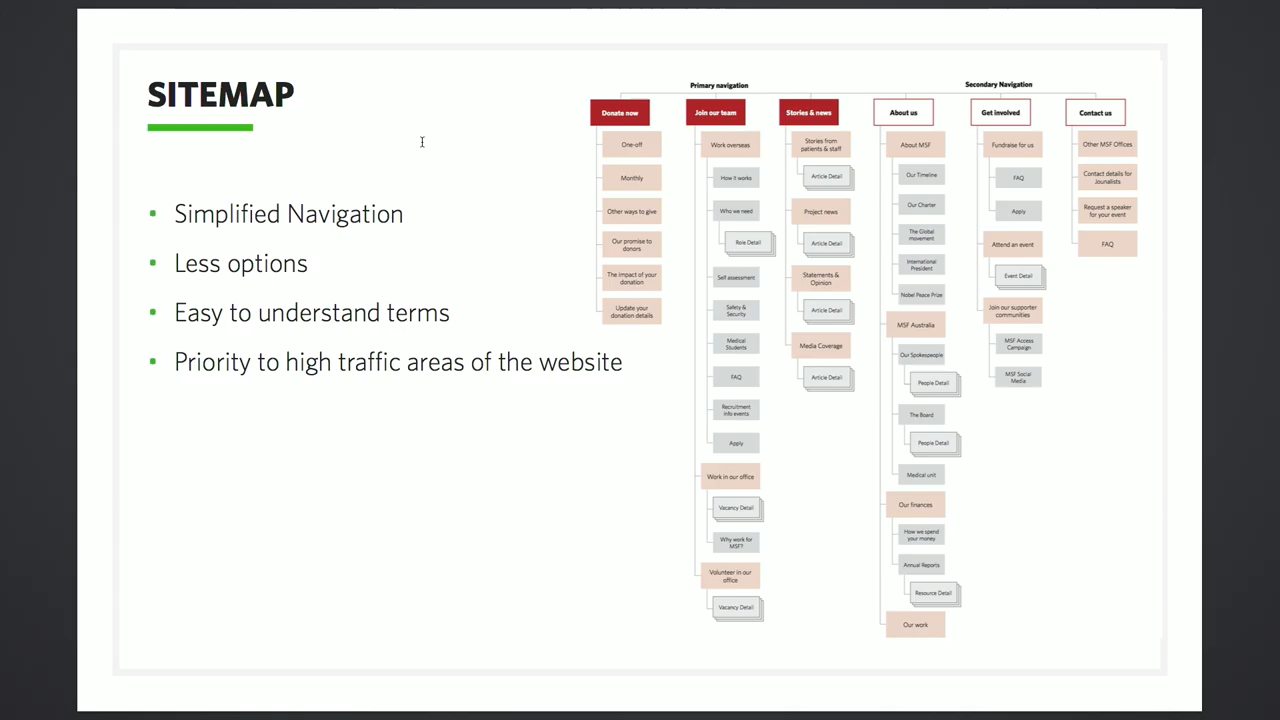 SITEMAP
Simplified Navigation
Less options
Easy to understand terms
Priority to high traffic areas of the website
Primary navigation
Secondary Navigation
Donate now
One-off
Monthly
Other ways to give
Our promise to
donors
The impact of your
donation
Update your
donation details
Join our team
Work overseas
How it works
Who we need
Role Detail
Self assessment
Safety &
Security
Medical
Students
FAQ
Recruitment
info events
Apply
Work in our office
Vacancy Detail
Why work for
MSF?
Volunteer in our
office
Vacancy Detail
Stories & news
Stories from
patients & staff
Article Detail
Project news
Article Detail
Statements &
Opinion
Article Detail
Media Coverage
Article Detail
About us
About MSF
Our Timeline
Our Charter
The Global
movement
International
President
Nobel Peace Prize
MSF Australia
Our Spokespeople
People Detail
The Board
People Detail
Medical unit
Our finances
How we spend
your money
Annual Reports
Resource Detail
Our work
Get involved
Fundraise for us
FAQ
Apply
Attend an event
Event Detail
Join our supporter
communities
MSF Access
Campaign
MSF Social
Media
Contact us
Other MSF Offices
Contact details for
Jounalists
Request a speaker
for your event
FAQ